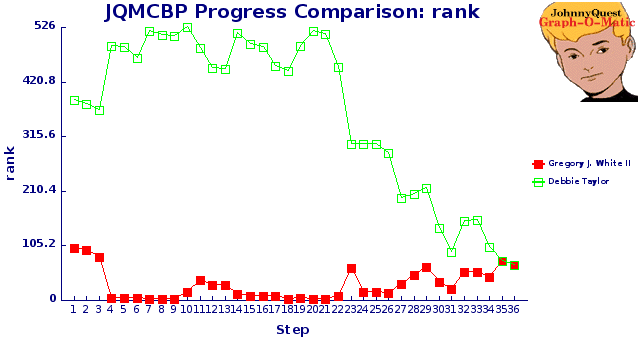 JQMCBP Progress Comparison: rank
JohnnyQuest
Graph-O-Matic
526
420.8
315.6
210.4
105.2
0
rank
Gregory J. White II
Debbie Taylor
1 2 3 4 5 6 7 8 9 10 11 12 13 14 15 16 17 18 19 20 21 22 23 24 25 26 27 28 29 30 31 32 33 34 35 36
Step